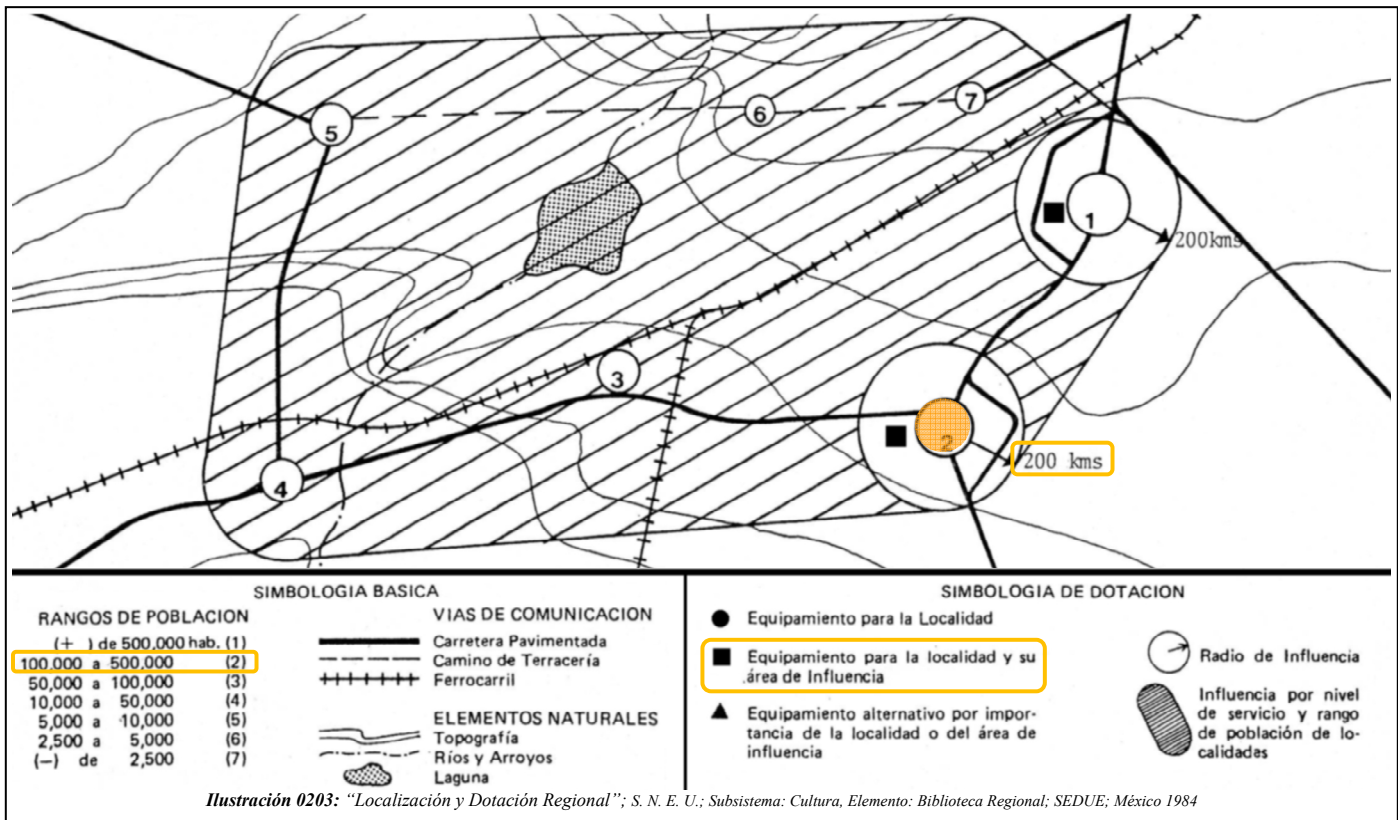 5
6
7
1
200kms
3
2
200 kms
4
SIMBOLOGIA BASICA
RANGOS DE POBLACION
(+ ) de 500,000 hab. (1)
100,000 a 500,000 (2)
50,000 a 100,000 (3)
10,000 a 50,000 (4)
5,000 a 10,000 (5)
2,500 a 5,000 (6)
(—) de 2,500 (7)
VIAS DE COMUNICACION
Carretera Pavimentada
Camino de Terracería
Ferrocarril
ELEMENTOS NATURALES
Topografía
Ríos y Arroyos
Laguna
SIMBOLOGIA DE DOTACION
Equipamiento para la Localidad
Equipamiento para la localidad y su
área de Influencia
Equipamiento alternativo por impor-
tancia de la localidad o del área de
influencia
Radio de Influencia
Influencia por nivel
de servicio y rango
de población de lo-
calidades
Ilustración 0203: “Localización y Dotación Regional”; S. N. E. U.; Subsistema: Cultura, Elemento: Biblioteca Regional; SEDUE; México 1984